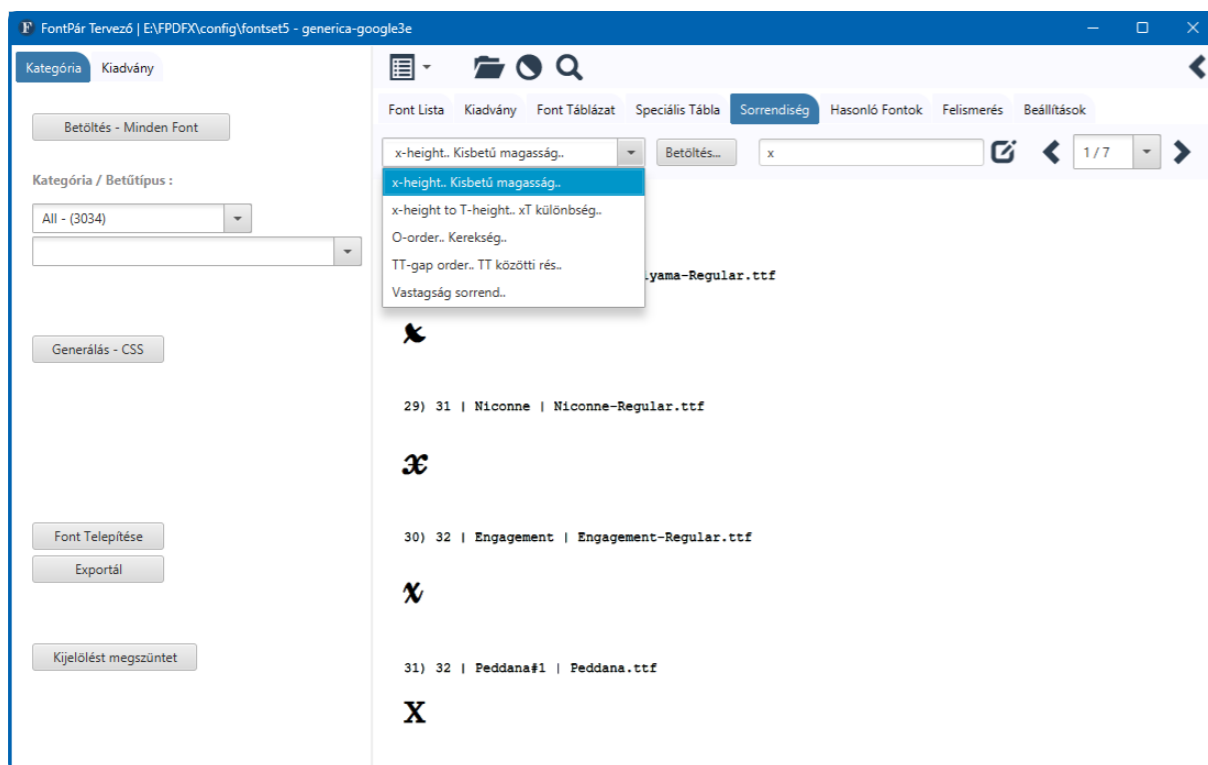 FontPár Tervező | E:\FPDFX\config\fontset5 - generica-google3e
Kategória Kiadvány
Betöltés - Minden Font
Kategória / Betűtípus :
All - (3034)
Generálás - CSS
Font Telepítése
Exportál
Kijelölést megszüntet
Font Lista Kiadvány Font Táblázat Speciális Tábla Sorrendiség Hasonló Fontok Felismerés Beállítások
x-height.. Kisbetű magasság.. Betöltés... x 1/7
x-height.. Kisbetű magasság..
x-height to T-height.. xT különbség..
O-order.. Kerekség..
TT-gap order.. TT közötti rés..
Vastagság sorrend..
yama-Regular.ttf
x
29) 31 | Niconne | Niconne-Regular.ttf
x
30) 32 | Engagement | Engagement-Regular.ttf
x
31) 32 | Peddana#1 | Peddana.ttf
x